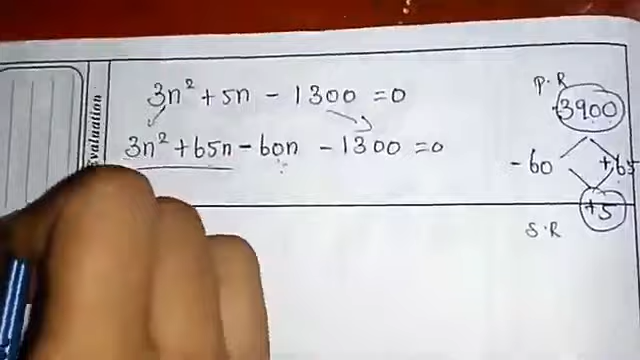 3n² + 5n - 1300 = 0
3n² + 65n - 60n - 1300 = 0
P.R
-3900
-60 +65
+5
S.R
Evaluation